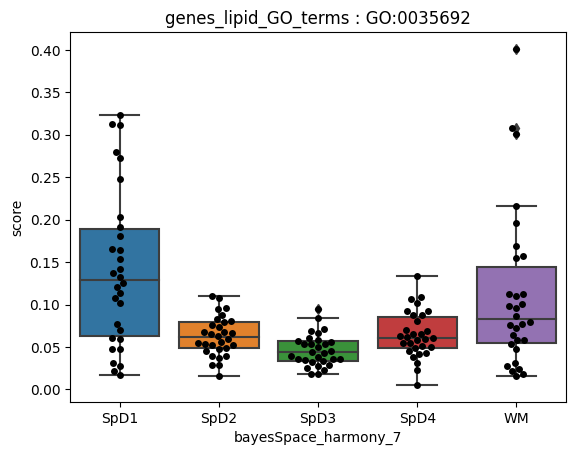 genes_lipid_GO_terms : GO:0035692
0.40
0.35
0.30
0.25
0.20
0.15
0.10
0.05
0.00
score
SpD1 SpD2 SpD3 SpD4 WM
bayesSpace_harmony_7